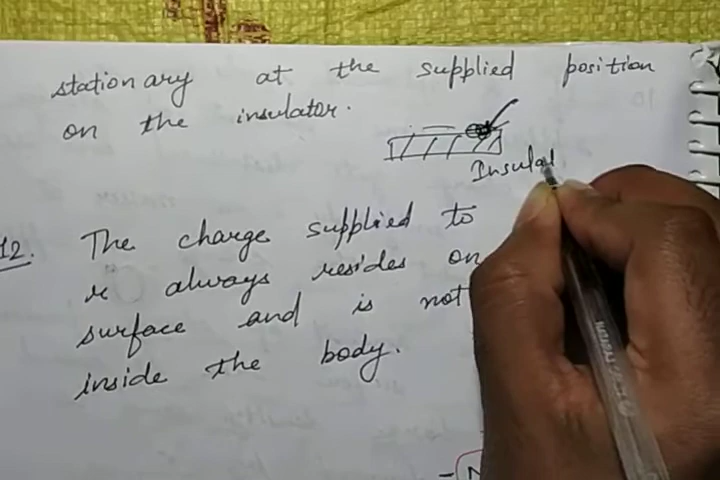 stationary at the supplied position
on the insulator.
Insulat
12. The charge supplied to
is always resides on
surface and is not
inside the body.